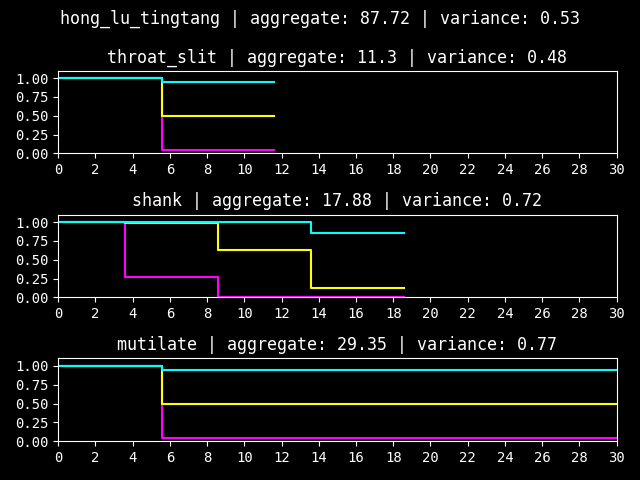 hong_lu_tingtang | aggregate: 87.72 | variance: 0.53
throat_slit | aggregate: 11.3 | variance: 0.48
1.00
0.75
0.50
0.25
0.00
0 2 4 6 8 10 12 14 16 18 20 22 24 26 28 30
shank | aggregate: 17.88 | variance: 0.72
1.00
0.75
0.50
0.25
0.00
0 2 4 6 8 10 12 14 16 18 20 22 24 26 28 30
mutilate | aggregate: 29.35 | variance: 0.77
1.00
0.75
0.50
0.25
0.00
0 2 4 6 8 10 12 14 16 18 20 22 24 26 28 30